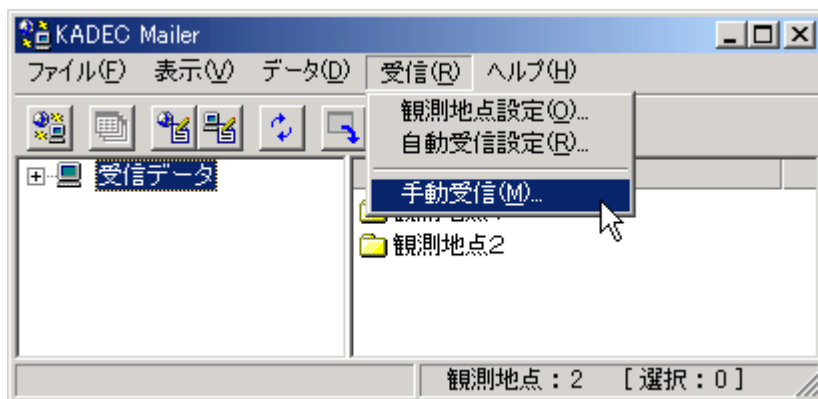 KADEC Mailer
ファイル(F) 表示(V) データ(D) 受信(R) ヘルプ(H)
観測地点設定(O)...
自動受信設定(R)...
手動受信(M)...
受信データ
観測地点2
観測地点：2 [選択：0]